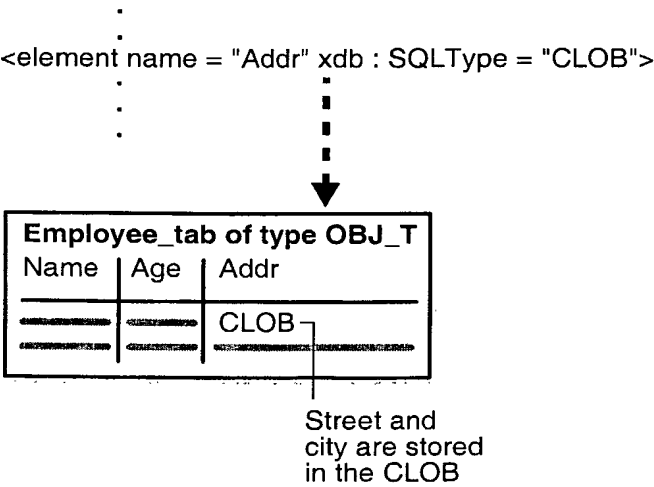 <element name = "Addr" xdb : SQLType = "CLOB">
Employee_tab of type OBJ_T
Name Age Addr
CLOB
Street and
city are stored
in the CLOB